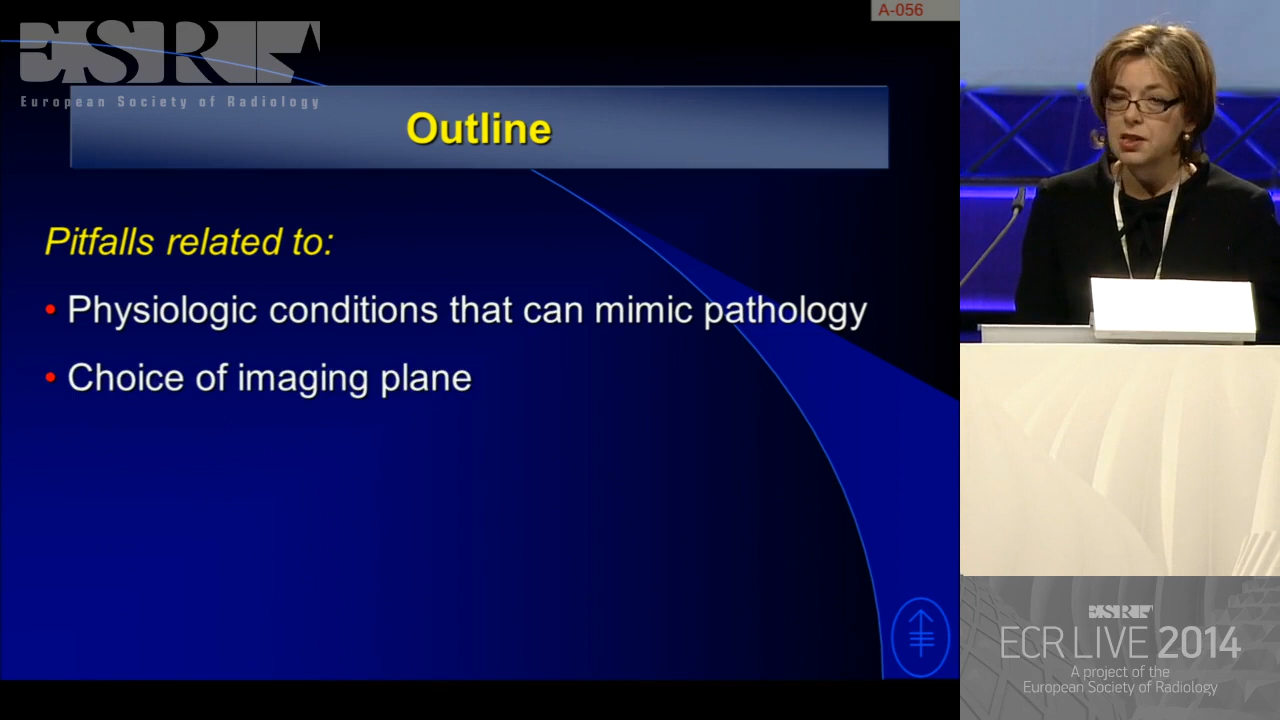 A-056
ESR
European Society of Radiology
Outline
Pitfalls related to:
• Physiologic conditions that can mimic pathology
• Choice of imaging plane
ESR
ECR LIVE 2014
A project of the
European Society of Radiology